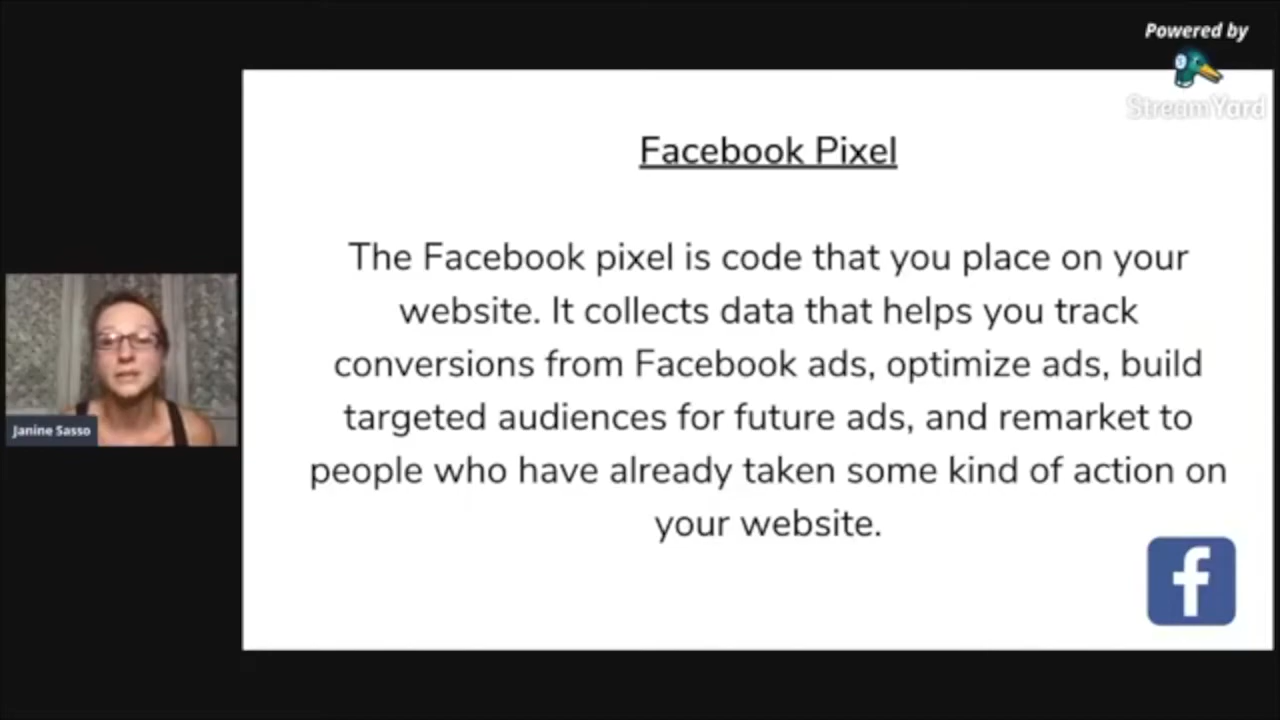 Powered by
StreamYard
Facebook Pixel
The Facebook pixel is code that you place on your
website. It collects data that helps you track
conversions from Facebook ads, optimize ads, build
targeted audiences for future ads, and remarket to
people who have already taken some kind of action on
your website.
Janine Sasso
f